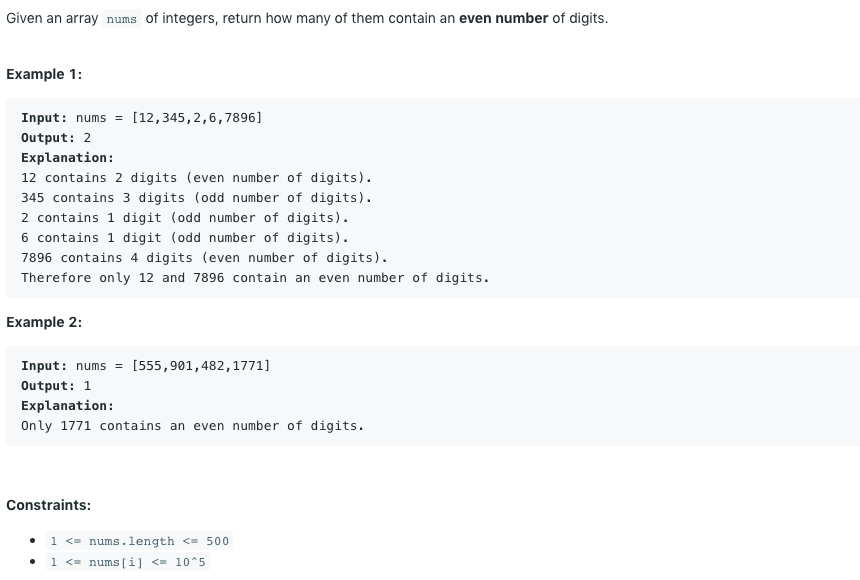 Given an array nums of integers, return how many of them contain an even number of digits.
Example 1:
Input: nums = [12,345,2,6,7896]
Output: 2
Explanation:
12 contains 2 digits (even number of digits).
345 contains 3 digits (odd number of digits).
2 contains 1 digit (odd number of digits).
6 contains 1 digit (odd number of digits).
7896 contains 4 digits (even number of digits).
Therefore only 12 and 7896 contain an even number of digits.
Example 2:
Input: nums = [555,901,482,1771]
Output: 1
Explanation:
Only 1771 contains an even number of digits.
Constraints:
• 1 <= nums.length <= 500
• 1 <= nums[i] <= 10^5